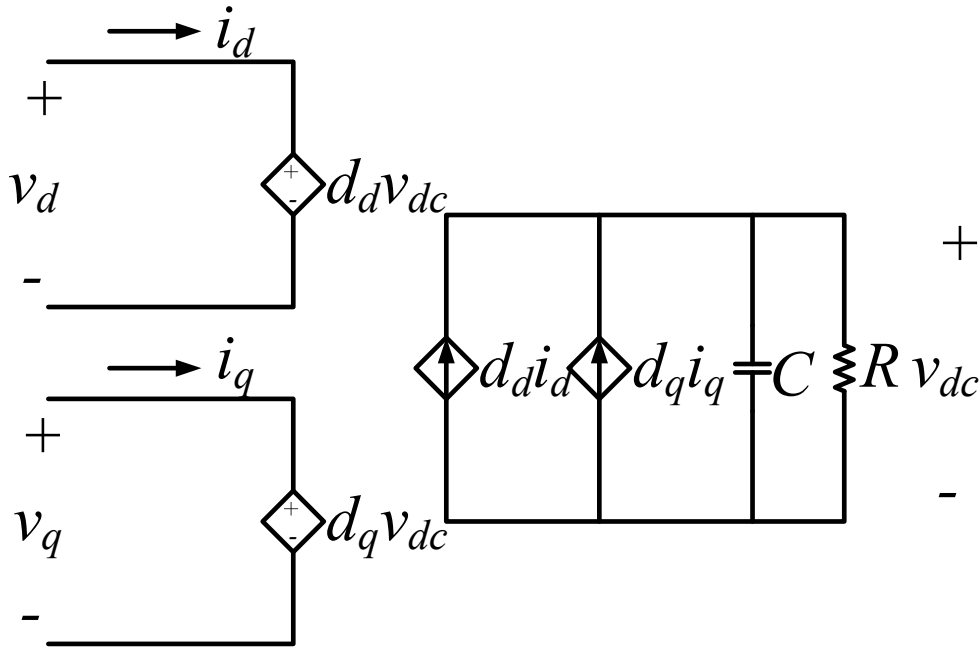 i_d
+
v_d
+
-
d_d v_dc
-
i_q
+
v_q
+
-
d_q v_dc
-
d_d i_d
d_q i_q
C
R
+
v_dc
-